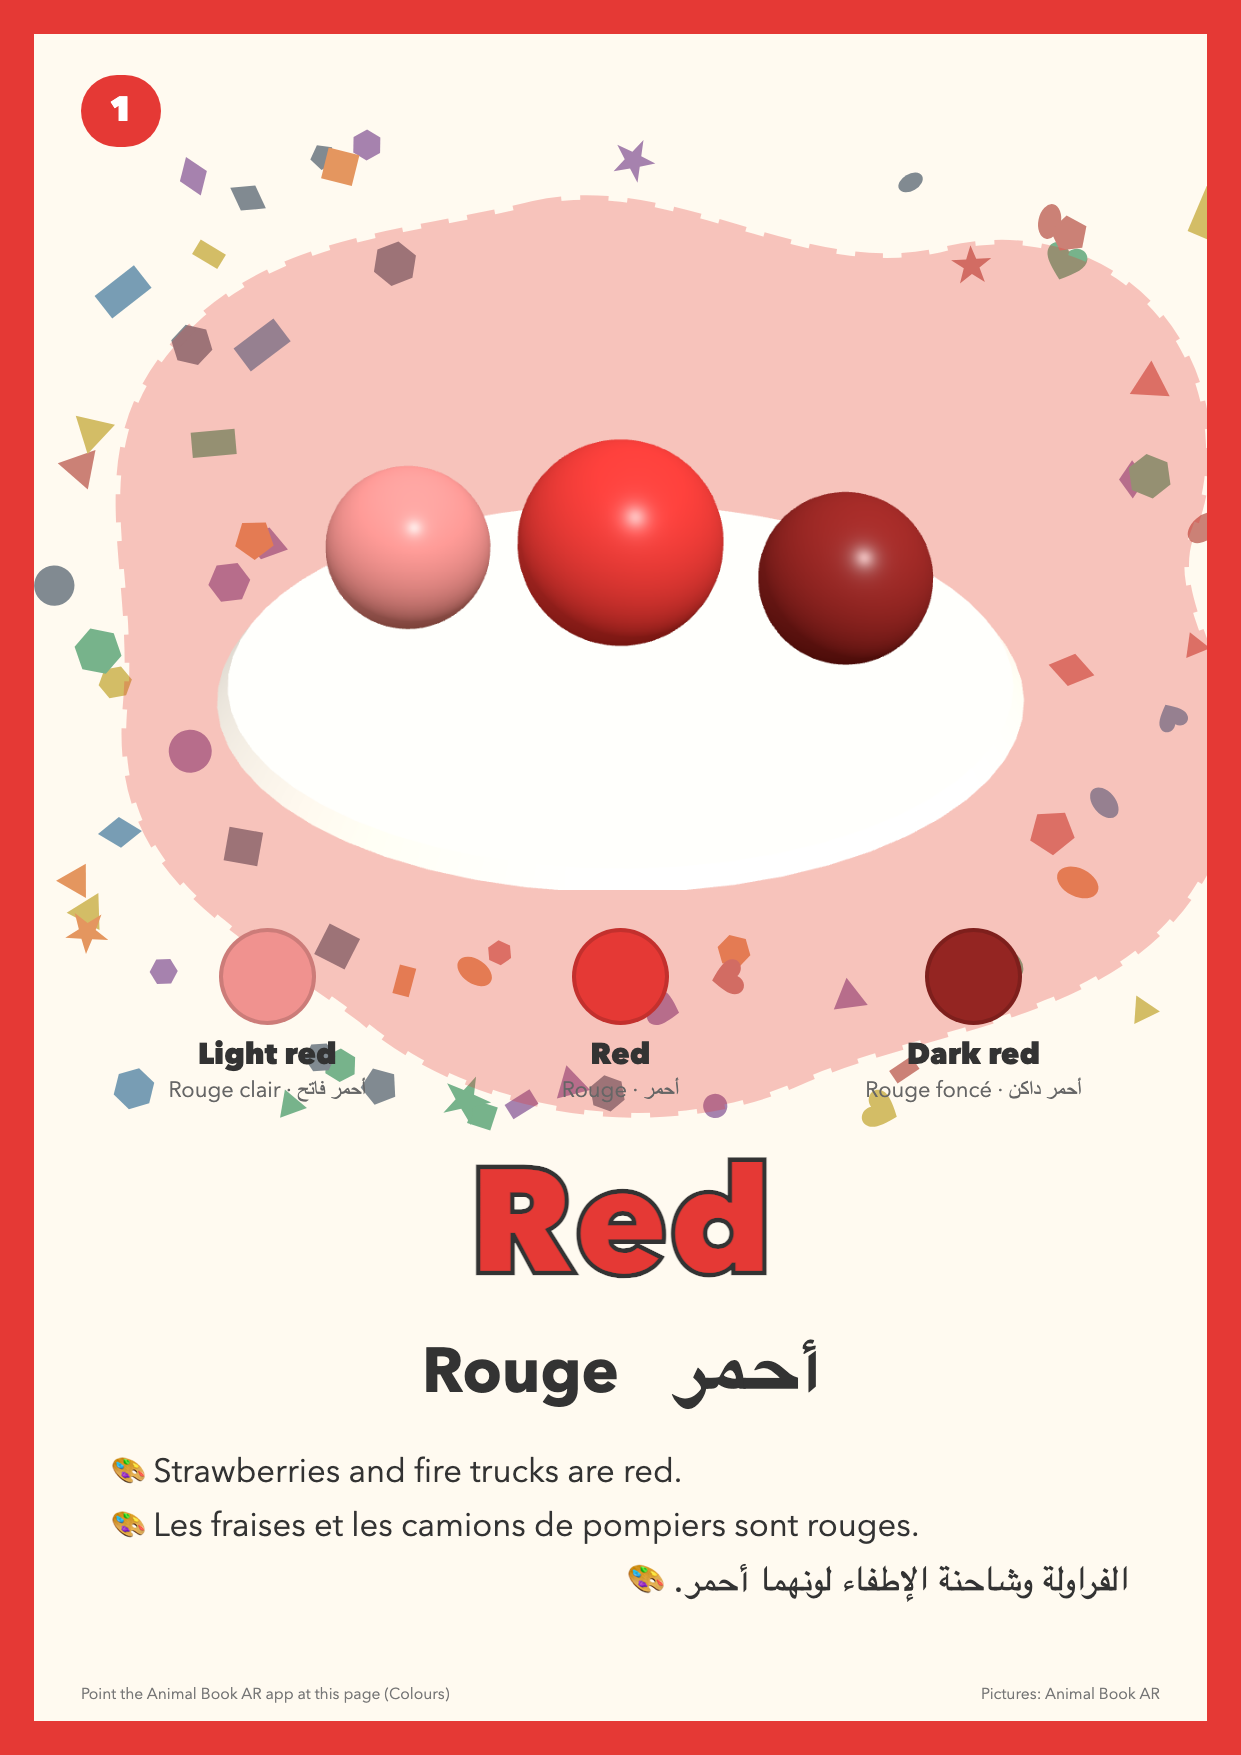 1
Light red
Rouge clair · أحمر فاتح
Red
Rouge · أحمر
Dark red
Rouge foncé · أحمر داكن
Red
Rouge أحمر
🎨 Strawberries and fire trucks are red.
🎨 Les fraises et les camions de pompiers sont rouges.
الفراولة وشاحنة الإطفاء لونهما أحمر. 🎨
Point the Animal Book AR app at this page (Colours)
Pictures: Animal Book AR